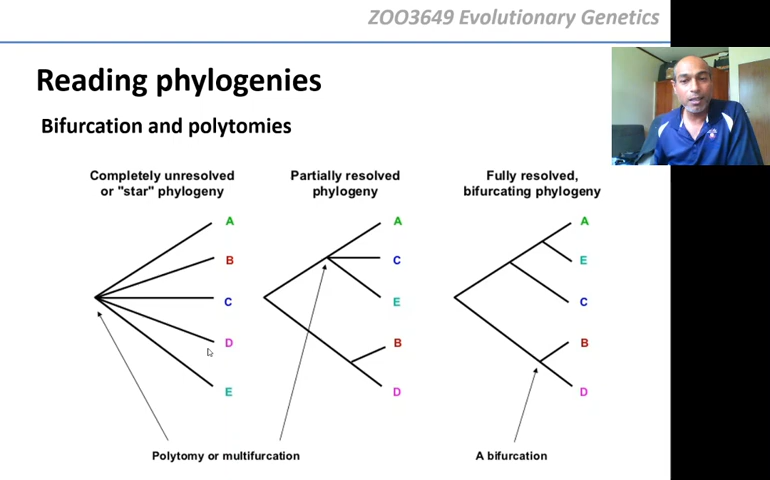 ZOO3649 Evolutionary Genetics
Reading phylogenies
Bifurcation and polytomies
Completely unresolved
or "star" phylogeny
Partially resolved
phylogeny
Fully resolved,
bifurcating phylogeny
A
B
C
D
E
A
C
E
B
D
A
E
C
B
D
Polytomy or multifurcation
A bifurcation